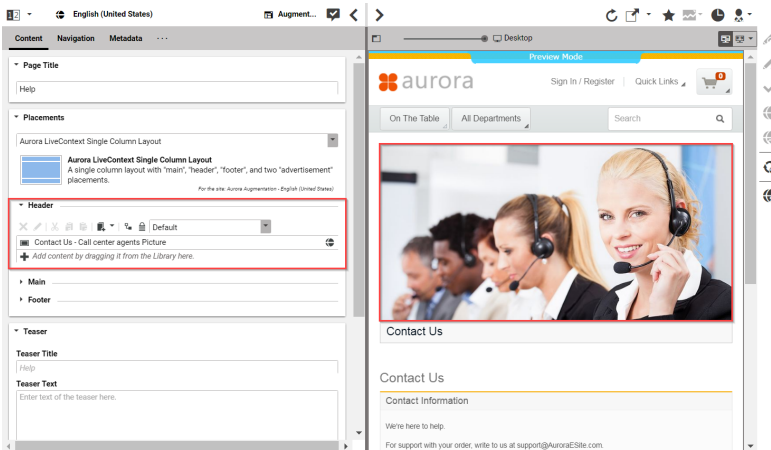 12
English (United States)
Augment...
Content Navigation Metadata ···
Page Title
Help
Placements
Aurora LiveContext Single Column Layout
Aurora LiveContext Single Column Layout
A single column layout with "main", "header", "footer", and two "advertisement"
placements.
For the site: Aurora Augmentation - English (United States)
Header
Default
Contact Us - Call center agents Picture
Add content by dragging it from the Library here.
Main
Footer
Teaser
Teaser Title
Help
Teaser Text
Enter text of the teaser here.
Desktop
Preview Mode
aurora
Sign In / Register
Quick Links
0
On The Table
All Departments
Search
Contact Us
Contact Us
Contact Information
We're here to help.
For support with your order, write to us at support@AuroraESite.com.